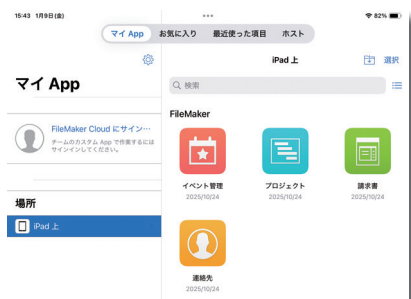 15:43 1月9日(金)
82%
マイ App お気に入り 最近使った項目 ホスト
iPad 上
選択
マイ App
検索
FileMaker Cloud にサイン…
チームのカスタム App で作業するには
サインインしてください。
場所
iPad 上
FileMaker
イベント管理
2025/10/24
プロジェクト
2025/10/24
請求書
2025/10/24
連絡先
2025/10/24